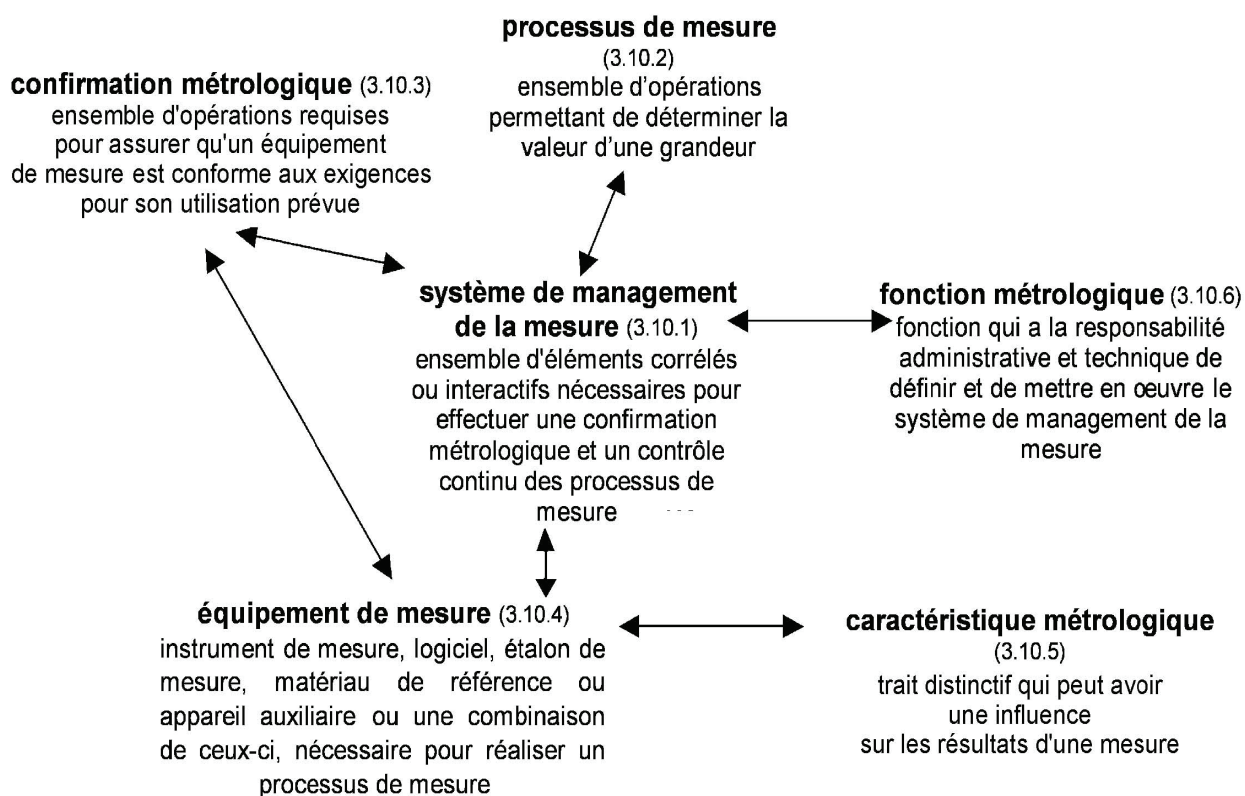 processus de mesure
(3.10.2)
ensemble d’opérations
permettant de déterminer la
valeur d’une grandeur
confirmation métrologique (3.10.3)
ensemble d'opérations requises
pour assurer qu'un équipement
de mesure est conforme aux exigences
pour son utilisation prévue
système de management
de la mesure (3.10.1)
ensemble d'éléments corrélés
ou interactifs nécessaires pour
effectuer une confirmation
métrologique et un contrôle
continu des processus de
mesure
fonction métrologique (3.10.6)
fonction qui a la responsabilité
administrative et technique de
définir et de mettre en œuvre le
système de management de la
mesure
équipement de mesure (3.10.4)
instrument de mesure, logiciel, étalon de
mesure, matériau de référence ou
appareil auxiliaire ou une combinaison
de ceux-ci, nécessaire pour réaliser un
processus de mesure
caractéristique métrologique
(3.10.5)
trait distinctif qui peut avoir
une influence
sur les résultats d'une mesure